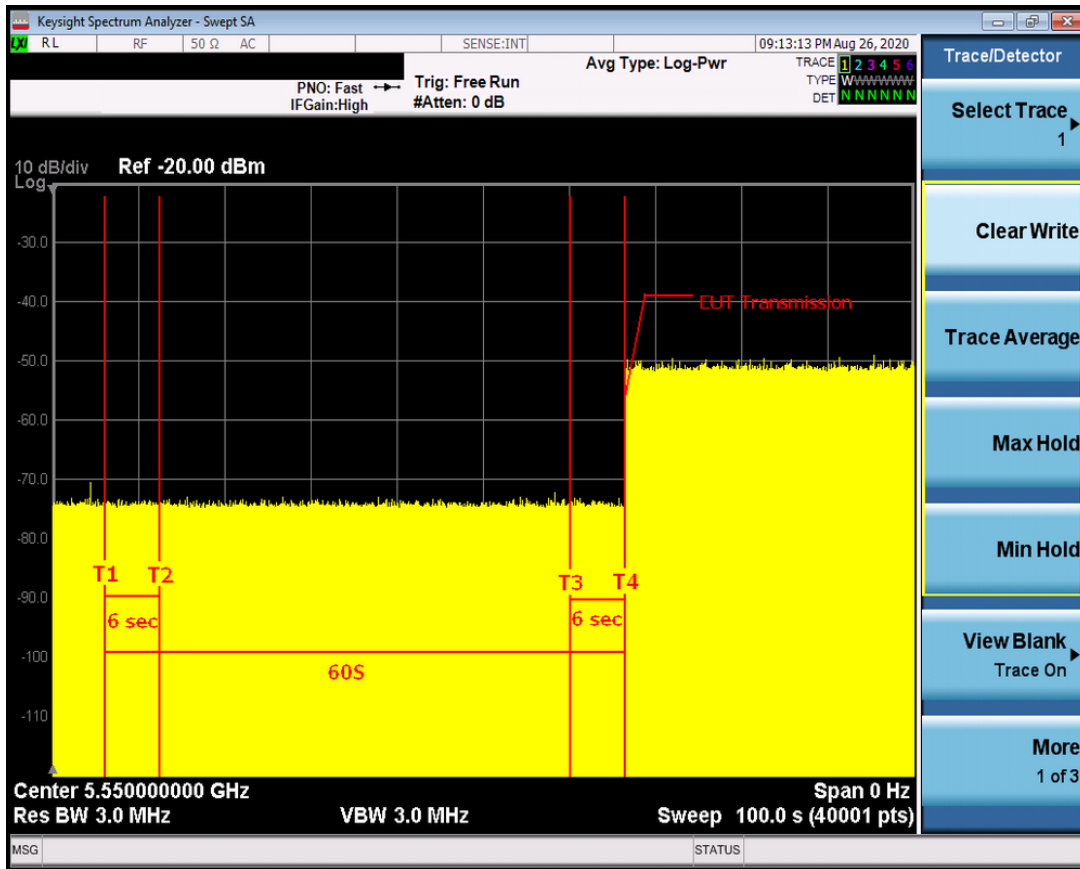 Keysight Spectrum Analyzer - Swept SA
LXI RL RF 50 Ω AC SENSE:INT 09:13:13 PM Aug 26, 2020
Trace/Detector
PNO: Fast
IFGain:High
Trig: Free Run
#Atten: 0 dB
Avg Type: Log-Pwr
TRACE 1 2 3 4 5 6
TYPE WWWWWWW
DET N N N N N N
Select Trace
1
10 dB/div Ref -20.00 dBm
Log
Clear Write
-30.0
-40.0
EUT Transmission
Trace Average
-50.0
-60.0
Max Hold
-70.0
-80.0
Min Hold
T1 T2 T3 T4
-90.0
6 sec 6 sec
-100
60S
View Blank
Trace On
-110
More
1 of 3
Center 5.550000000 GHz Span 0 Hz
Res BW 3.0 MHz VBW 3.0 MHz Sweep 100.0 s (40001 pts)
MSG STATUS